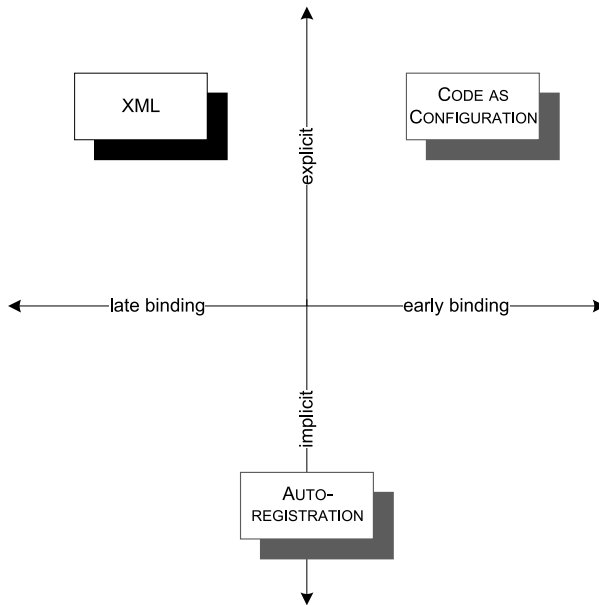 XML
CODE AS
CONFIGURATION
explicit
late binding
early binding
implicit
AUTO-
REGISTRATION